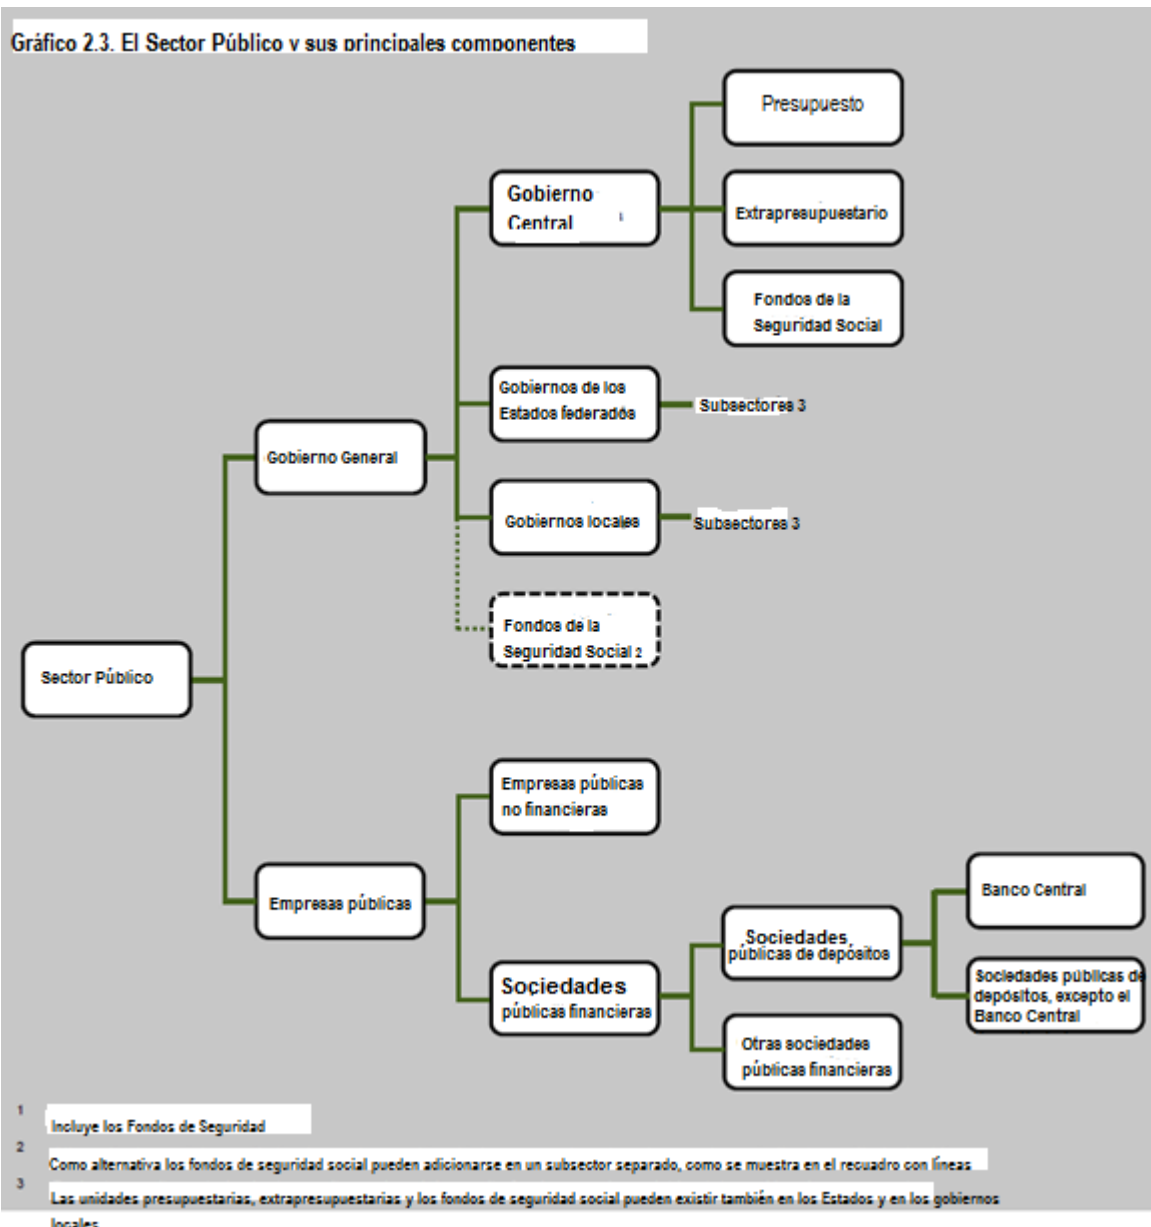 Gráfico 2.3. El Sector Público y sus principales componentes
Presupuesto
Gobierno
Central 1
Extrapresupuestario
Fondos de la
Seguridad Social
Gobiernos de los
Estados federados
Subsectores 3
Gobierno General
Gobiernos locales
Subsectores 3
Fondos de la
Seguridad Social 2
Sector Público
Empresas públicas
no financieras
Empresas públicas
Sociedades
públicas de depósitos
Banco Central
Sociedades
públicas financieras
Sociedades públicas de
depósitos, excepto el
Banco Central
Otras sociedades
públicas financieras
1 Incluye los Fondos de Seguridad
2 Como alternativa los fondos de seguridad social pueden adicionarse en un subsector separado, como se muestra en el recuadro con líneas
3 Las unidades presupuestarias, extrapresupuestarias y los fondos de seguridad social pueden existir también en los Estados y en los gobiernos
locales